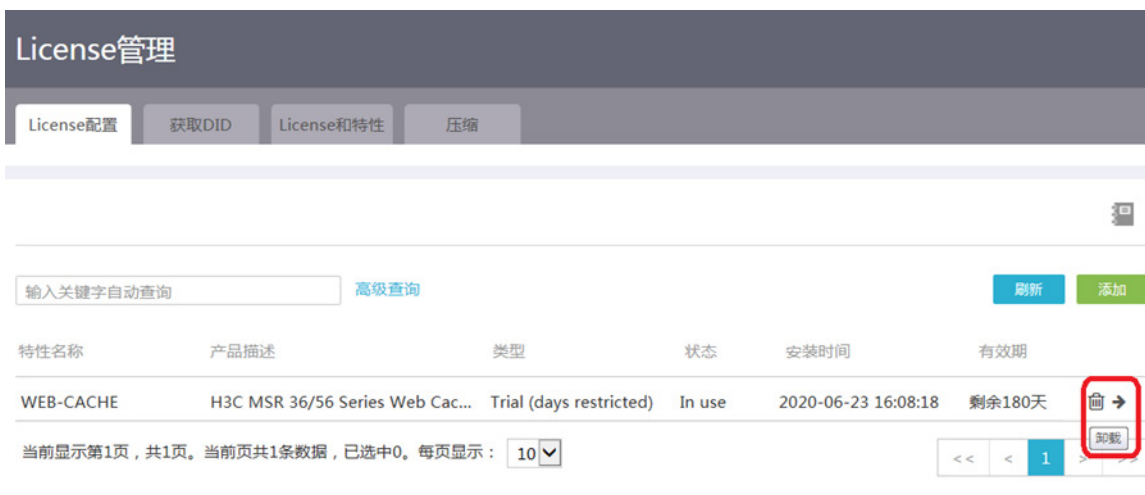 License管理
License配置 获取DID License和特性 压缩
输入关键字自动查询 高级查询 刷新 添加
特性名称 产品描述 类型 状态 安装时间 有效期
WEB-CACHE H3C MSR 36/56 Series Web Cac... Trial (days restricted) In use 2020-06-23 16:08:18 剩余180天
卸载
当前显示第1页，共1页。当前页共1条数据，已选中0。每页显示： 10 << < 1 > >>